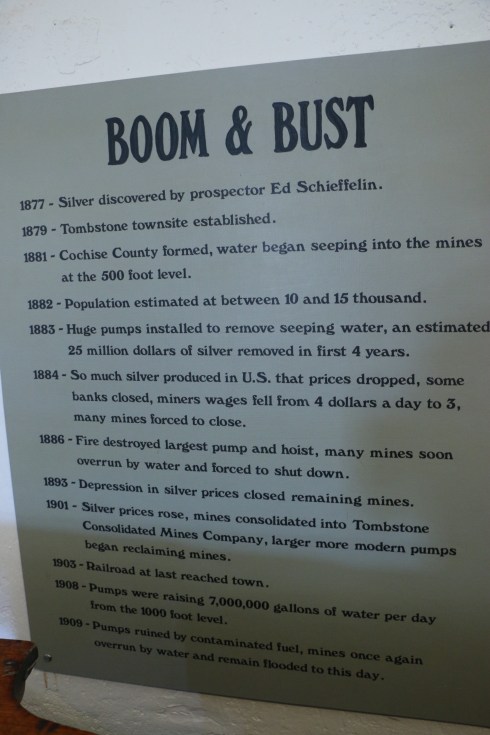 BOOM & BUST
1877 - Silver discovered by prospector Ed Schieffelin.
1879 - Tombstone townsite established.
1881 - Cochise County formed, water began seeping into the mines
at the 500 foot level.
1882 - Population estimated at between 10 and 15 thousand.
1883 - Huge pumps installed to remove seeping water, an estimated
25 million dollars of silver removed in first 4 years.
1884 - So much silver produced in U.S. that prices dropped, some
banks closed, miners wages fell from 4 dollars a day to 3,
many mines forced to close.
1886 - Fire destroyed largest pump and hoist, many mines soon
overrun by water and forced to shut down.
1893 - Depression in silver prices closed remaining mines.
1901 - Silver prices rose, mines consolidated into Tombstone
Consolidated Mines Company, larger more modern pumps
began reclaiming mines.
1903 - Railroad at last reached town.
1908 - Pumps were raising 7,000,000 gallons of water per day
from the 1000 foot level.
1909 - Pumps ruined by contaminated fuel, mines once again
overrun by water and remain flooded to this day.